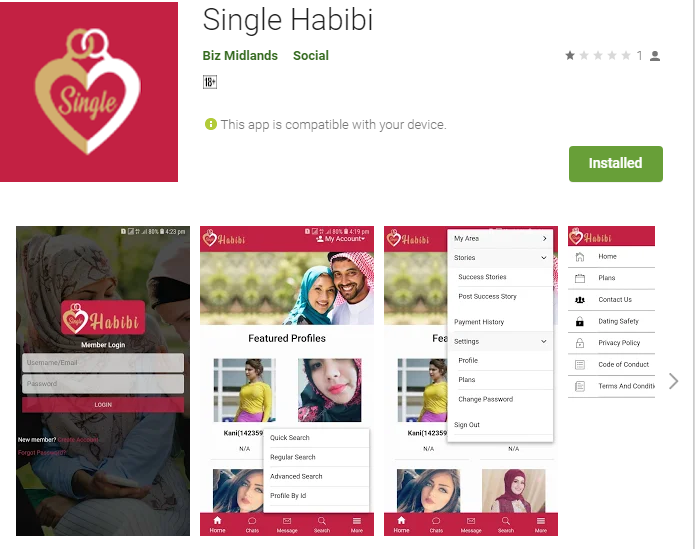 Single Habibi
Biz Midlands Social
1
18+
Single
This app is compatible with your device.
Installed
80% 4:23 pm
Single Habibi
Member Login
Username/Email
Password
LOGIN
New member? Create Account
Forgot Password?
80% 4:19 pm
Single Habibi
My Account
Featured Profiles
Kani(142359
N/A
Quick Search
Regular Search
Advanced Search
Profile By Id
Home Chats Message Search More
Single Habibi
My Area
Stories
Success Stories
Post Success Story
Payment History
Settings
Profile
Plans
Change Password
Sign Out
Fea
Kani(142359
N/A N/A
Home Chats Message Search More
Single Habibi
Home
Plans
Contact Us
Dating Safety
Privacy Policy
Code of Conduct
Terms And Conditi